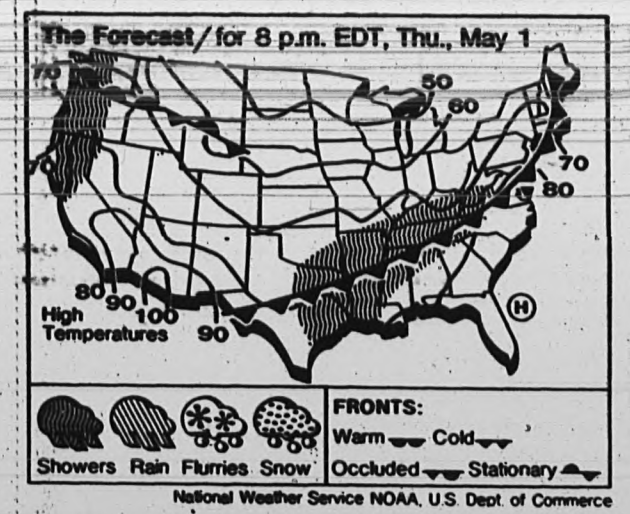 The Forecast/for 8 p.m. EDT, Thu., May 1
70
50
60
70
70
80
80
90
100
90
High
Temperatures
H
FRONTS:
Warm Cold
Showers Rain Flurries Snow
Occluded Stationary
National Weather Service NOAA, U.S. Dept. of Commerce